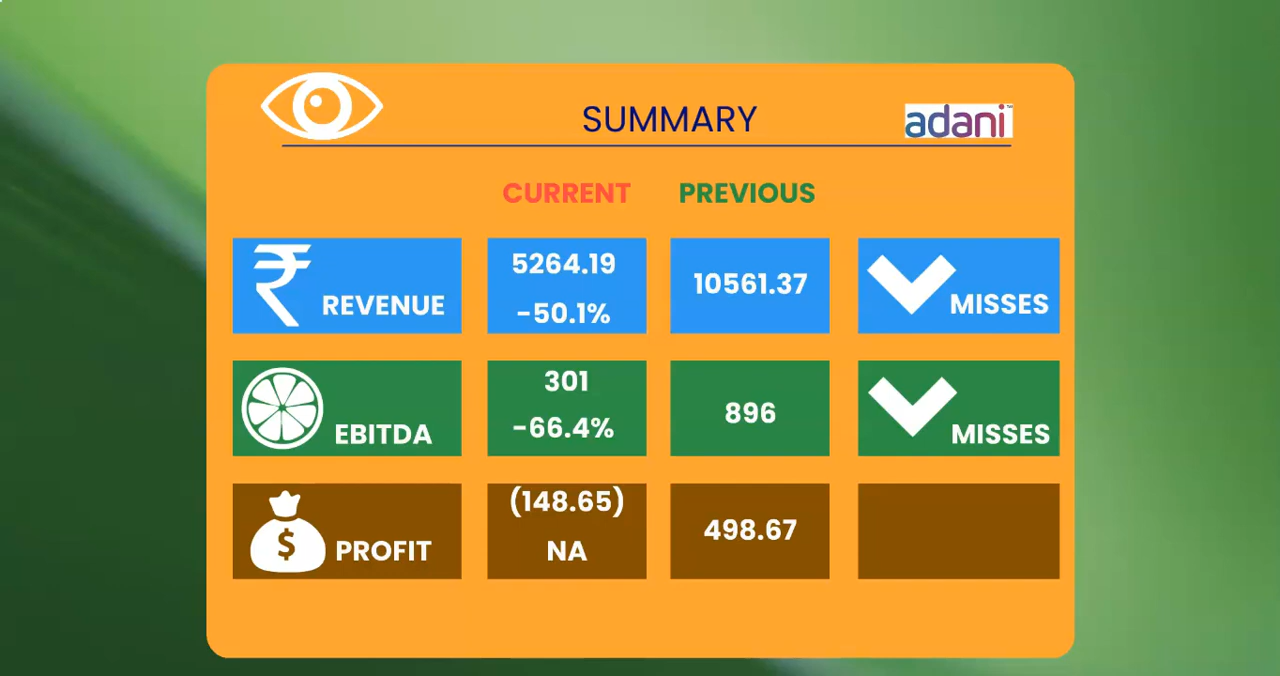 SUMMARY
adani
CURRENT PREVIOUS
₹ REVENUE
5264.19
-50.1%
10561.37
MISSES
EBITDA
301
-66.4%
896
MISSES
$ PROFIT
(148.65)
NA
498.67